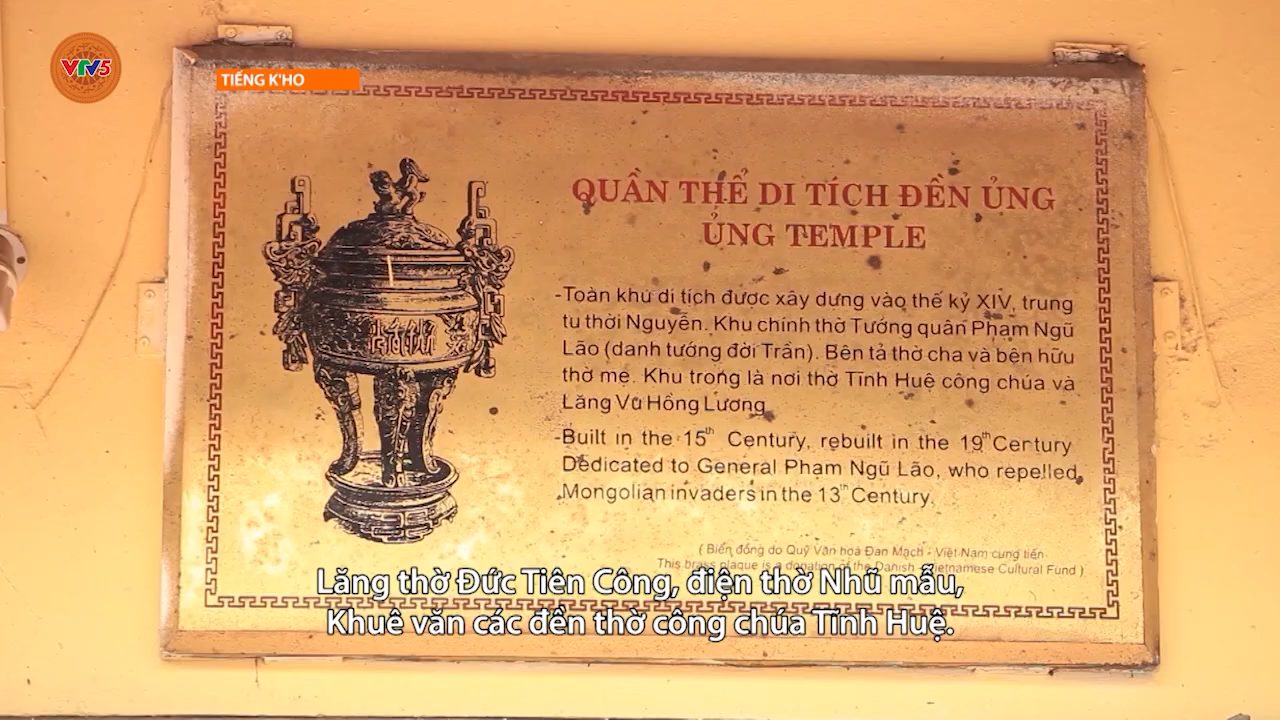 VTV5
TIẾNG K'HO
QUẦN THỂ DI TÍCH ĐỀN ỦNG
ỦNG TEMPLE
-Toàn khu di tích được xây dựng vào thế kỷ XIV, trung
tu thời Nguyễn. Khu chính thờ Tướng quân Phạm Ngũ
Lão (danh tướng đời Trần). Bên tả thờ cha và bên hữu
thờ mẹ. Khu trong là nơi thờ Tĩnh Huệ công chúa và
Lăng Vũ Hồng Lương
-Built in the 15th Century, rebuilt in the 19th Century
Dedicated to General Phạm Ngũ Lão, who repelled
Mongolian invaders in the 13th Century.
( Biển đồng do Quỹ Văn hoá Đan Mạch - Việt Nam cung tiến
This brass plaque is a donation of the Danish - Vietnamese Cultural Fund )
Lăng thờ Đức Tiên Công, điện thờ Nhũ mẫu,
Khuê văn các đền thờ công chúa Tĩnh Huệ.